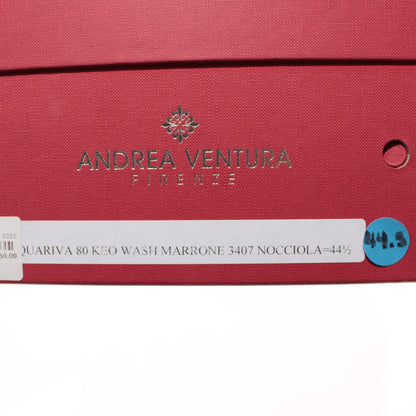 ANDREA VENTURA
FIRENZE
QUARIVA 80 KEO WASH MARRONE 3407 NOCCIOLA=44½
44.5